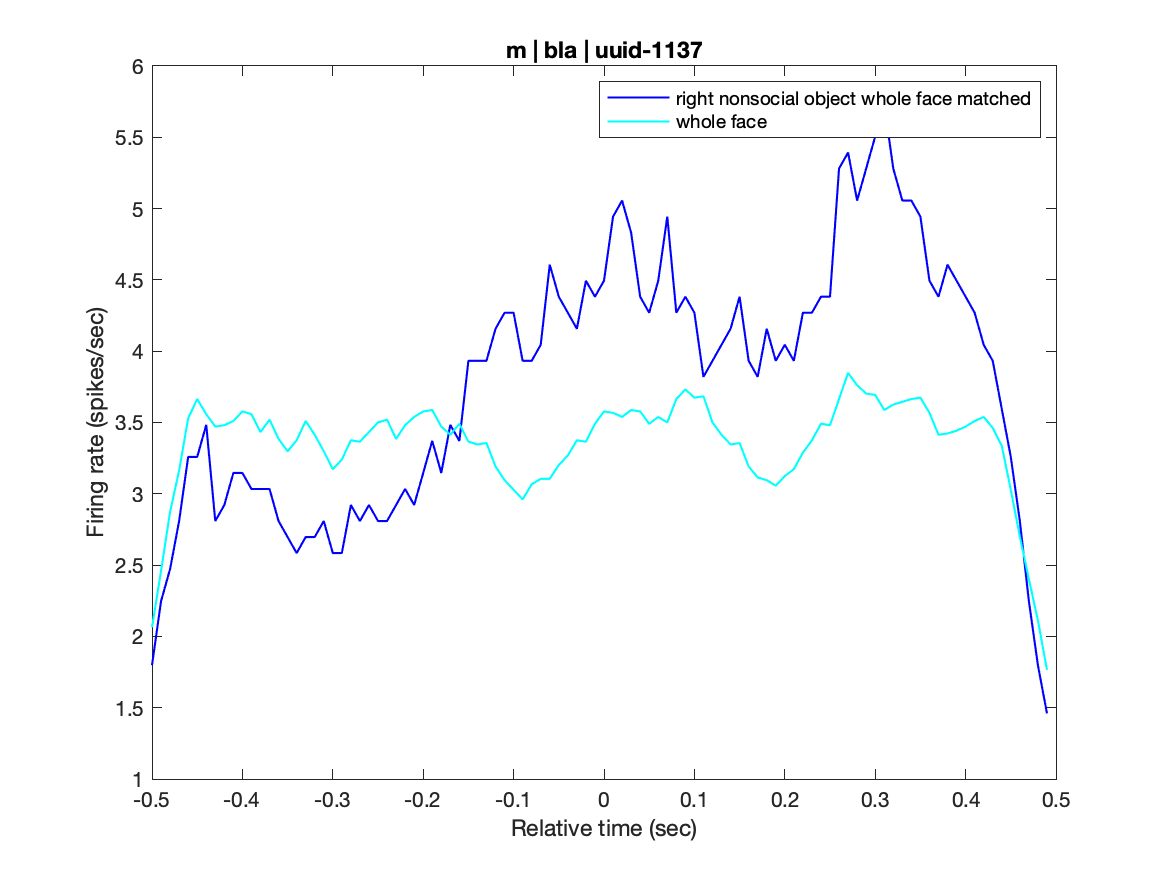 m | bla | uuid-1137
right nonsocial object whole face matched
whole face
6
5.5
5
4.5
4
3.5
3
2.5
2
1.5
1
Firing rate (spikes/sec)
-0.5 -0.4 -0.3 -0.2 -0.1 0 0.1 0.2 0.3 0.4 0.5
Relative time (sec)